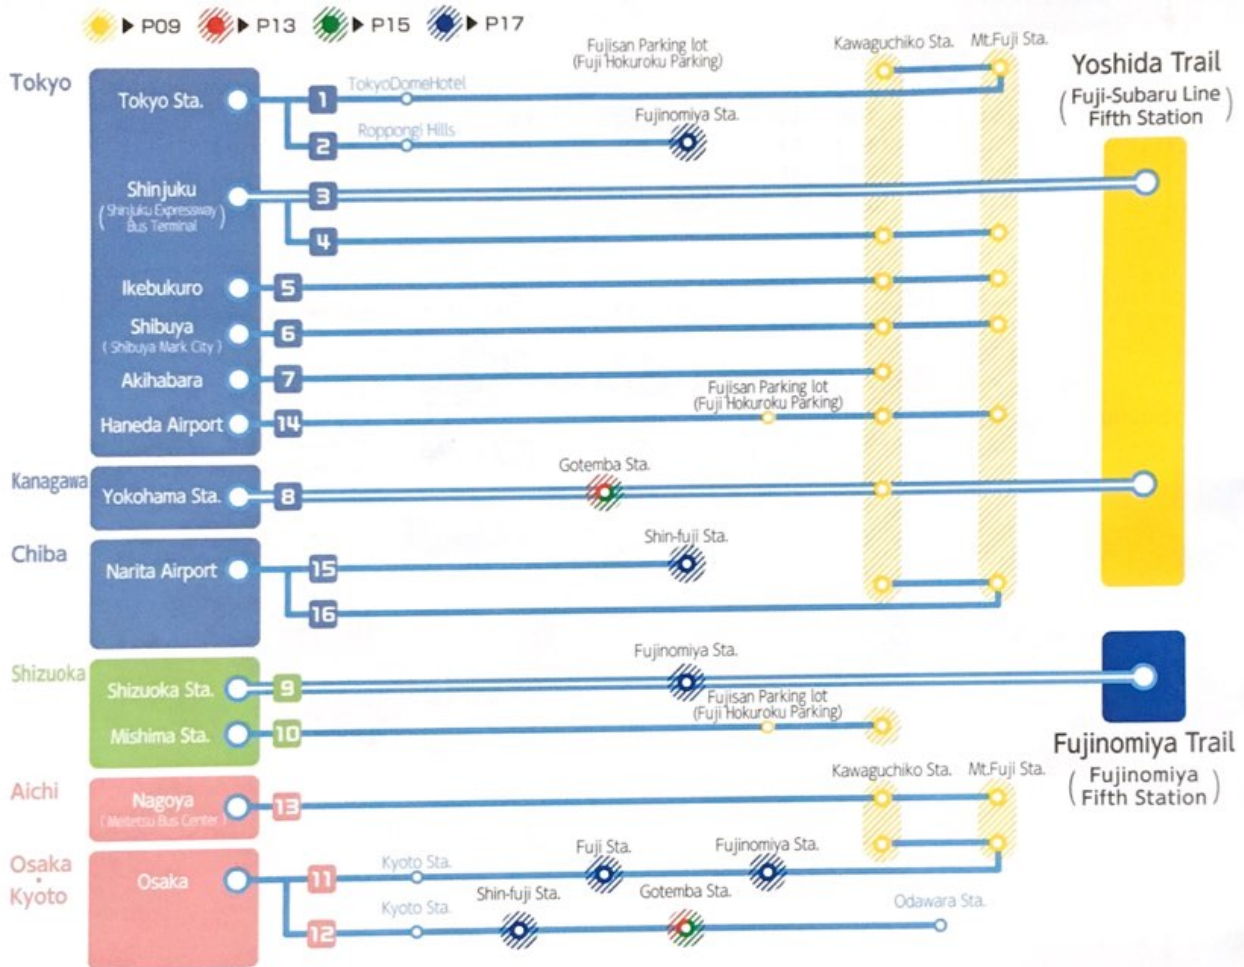 ▶ P09 ▶ P13 ▶ P15 ▶ P17
Fujisan Parking lot
(Fuji Hokuroku Parking)
Kawaguchiko Sta.
Mt.Fuji Sta.
Yoshida Trail
(Fuji-Subaru Line
Fifth Station)
Tokyo
Tokyo Sta.
1
TokyoDomeHotel
2
Roppongi Hills
Fujinomiya Sta.
Shinjuku
(Shinjuku Expressway
Bus Terminal)
3
4
Ikebukuro
5
Shibuya
(Shibuya Mark City)
6
Akihabara
7
Haneda Airport
14
Fujisan Parking lot
(Fuji Hokuroku Parking)
Kanagawa
Yokohama Sta.
8
Gotemba Sta.
Chiba
Narita Airport
15
Shin-fuji Sta.
16
Shizuoka
Shizuoka Sta.
9
Fujinomiya Sta.
Mishima Sta.
10
Fujisan Parking lot
(Fuji Hokuroku Parking)
Fujinomiya Trail
(Fujinomiya
Fifth Station)
Aichi
Nagoya
(Meitetsu Bus Center)
13
Kawaguchiko Sta.
Mt.Fuji Sta.
Osaka
・
Kyoto
Osaka
11
Kyoto Sta.
Fuji Sta.
Fujinomiya Sta.
12
Kyoto Sta.
Shin-fuji Sta.
Gotemba Sta.
Odawara Sta.